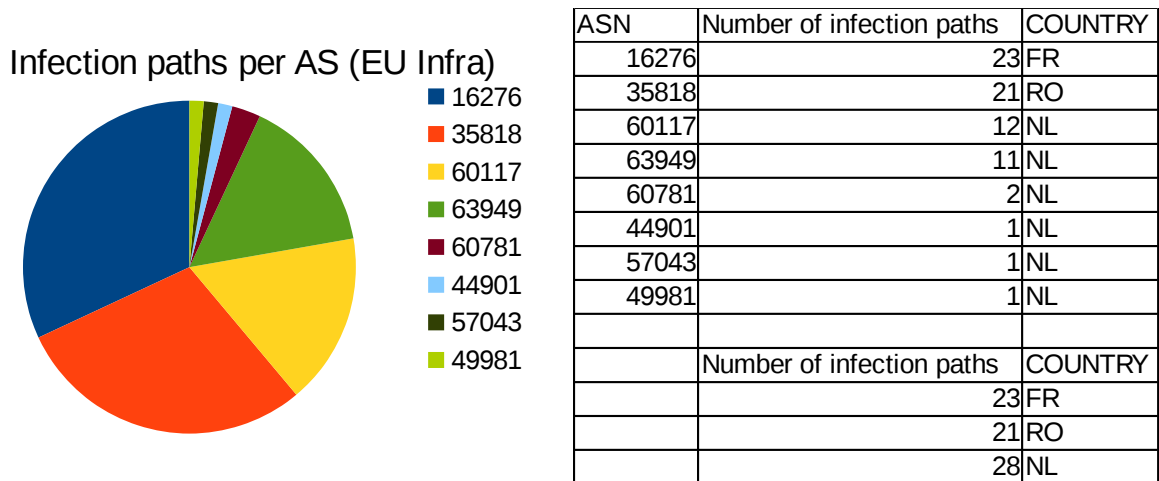 Infection paths per AS (EU Infra)
16276
35818
60117
63949
60781
44901
57043
49981
ASN Number of infection paths COUNTRY
16276 23 FR
35818 21 RO
60117 12 NL
63949 11 NL
60781 2 NL
44901 1 NL
57043 1 NL
49981 1 NL
Number of infection paths COUNTRY
23 FR
21 RO
28 NL